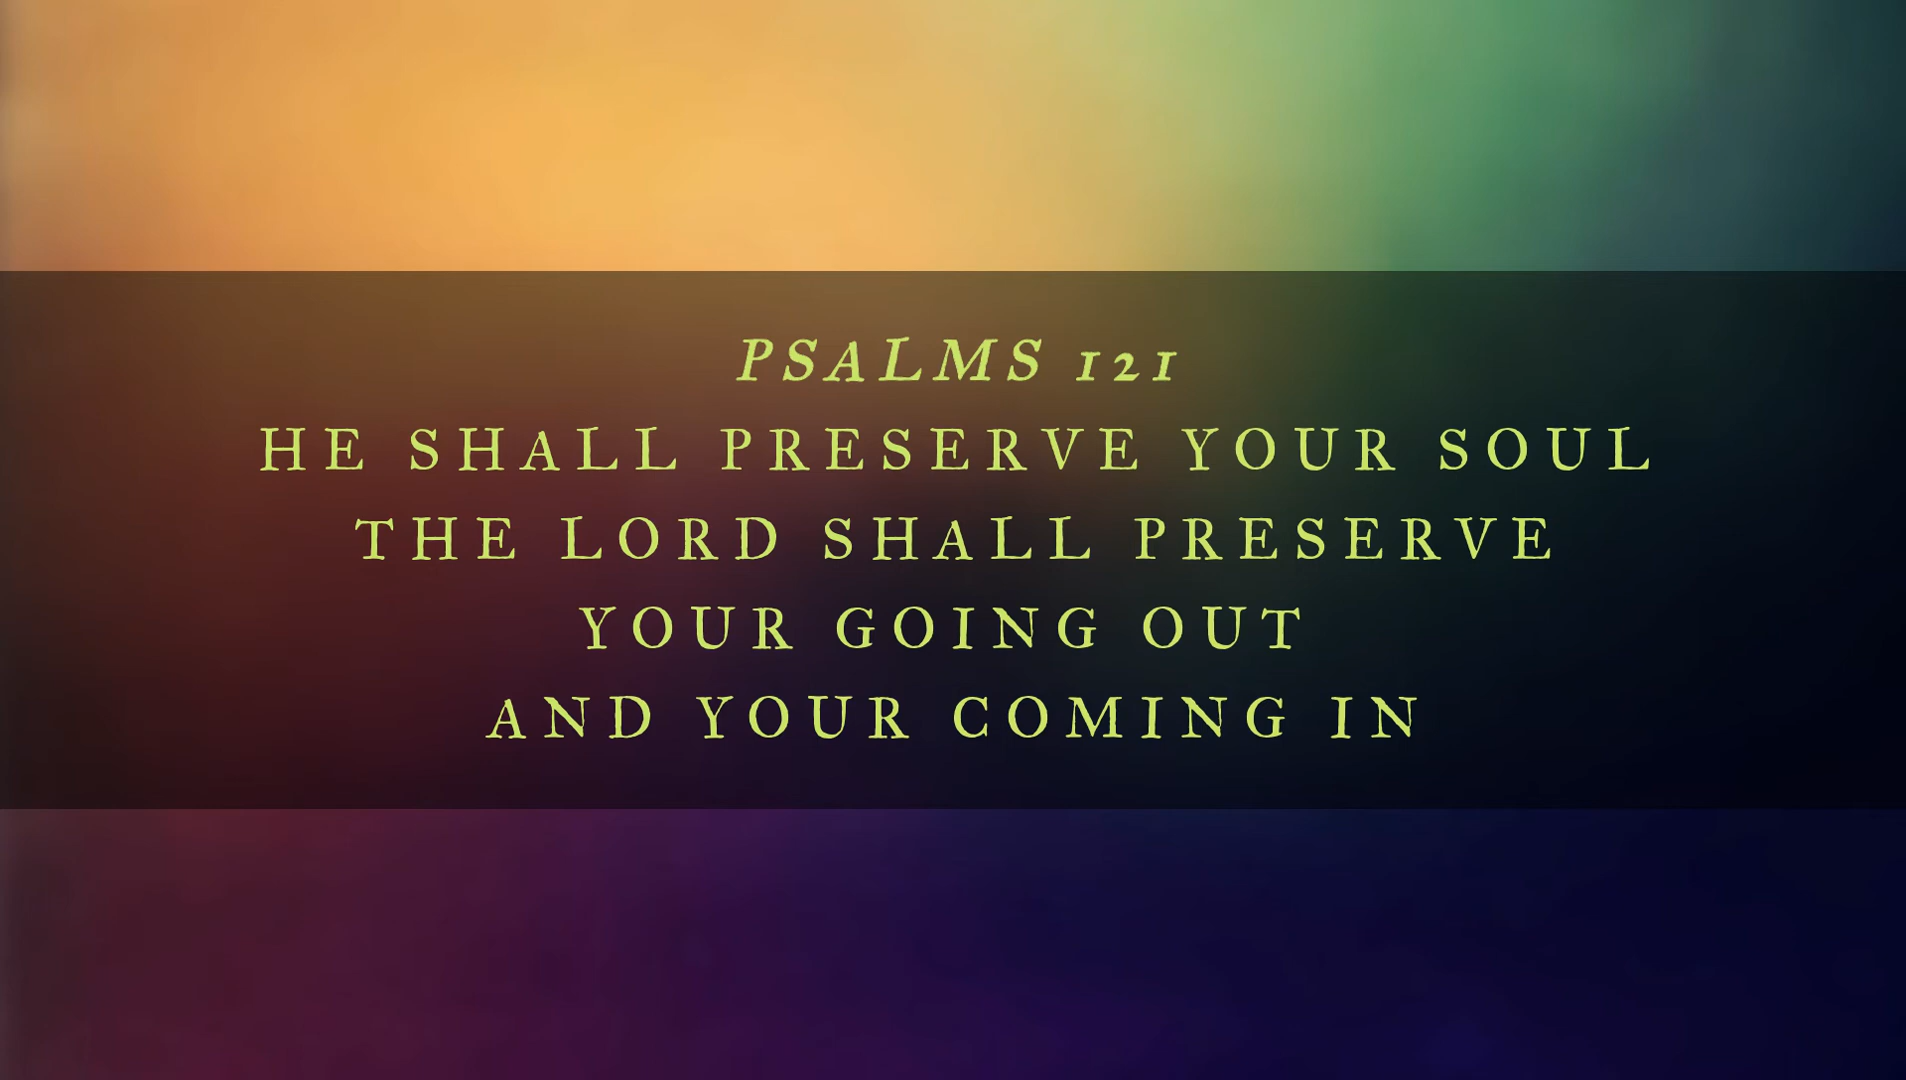 PSALMS 121
HE SHALL PRESERVE YOUR SOUL
THE LORD SHALL PRESERVE
YOUR GOING OUT
AND YOUR COMING IN